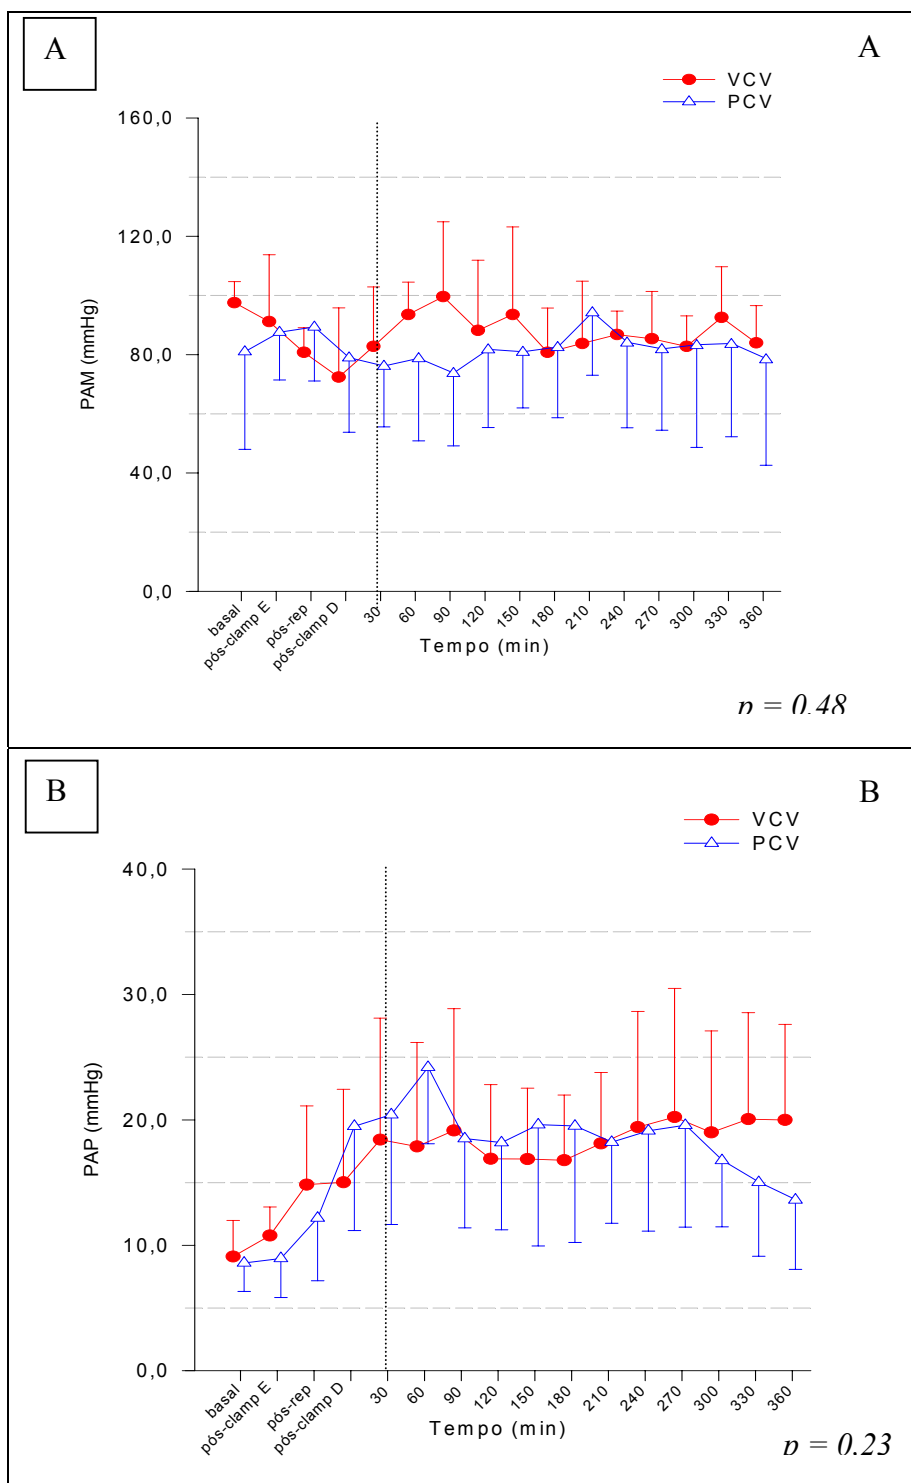 A
A
VCV
PCV
160,0
120,0
80,0
40,0
0,0
PAM (mmHg)
basal
pós-clamp E
pós-rep
pós-clamp D
30
60
90
120
150
180
210
240
270
300
330
360
Tempo (min)
p = 0.48
B
B
VCV
PCV
40,0
30,0
20,0
10,0
0,0
PAP (mmHg)
basal
pós-clamp E
pós-rep
pós-clamp D
30
60
90
120
150
180
210
240
270
300
330
360
Tempo (min)
p = 0.23